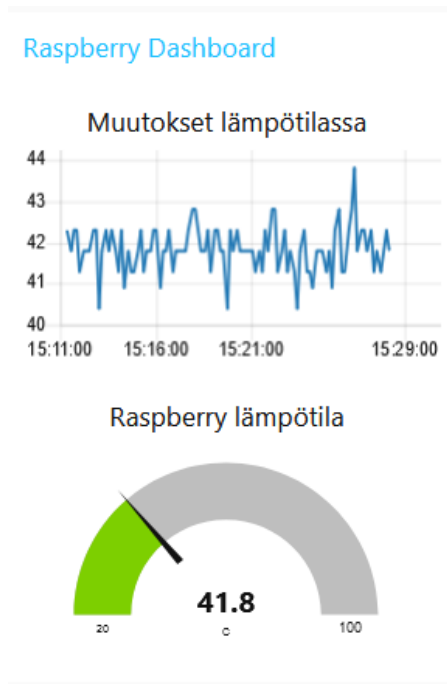 Raspberry Dashboard
Muutokset lämpötilassa
44
43
42
41
40
15:11:00 15:16:00 15:21:00 15:29:00
Raspberry lämpötila
41.8
20 C 100